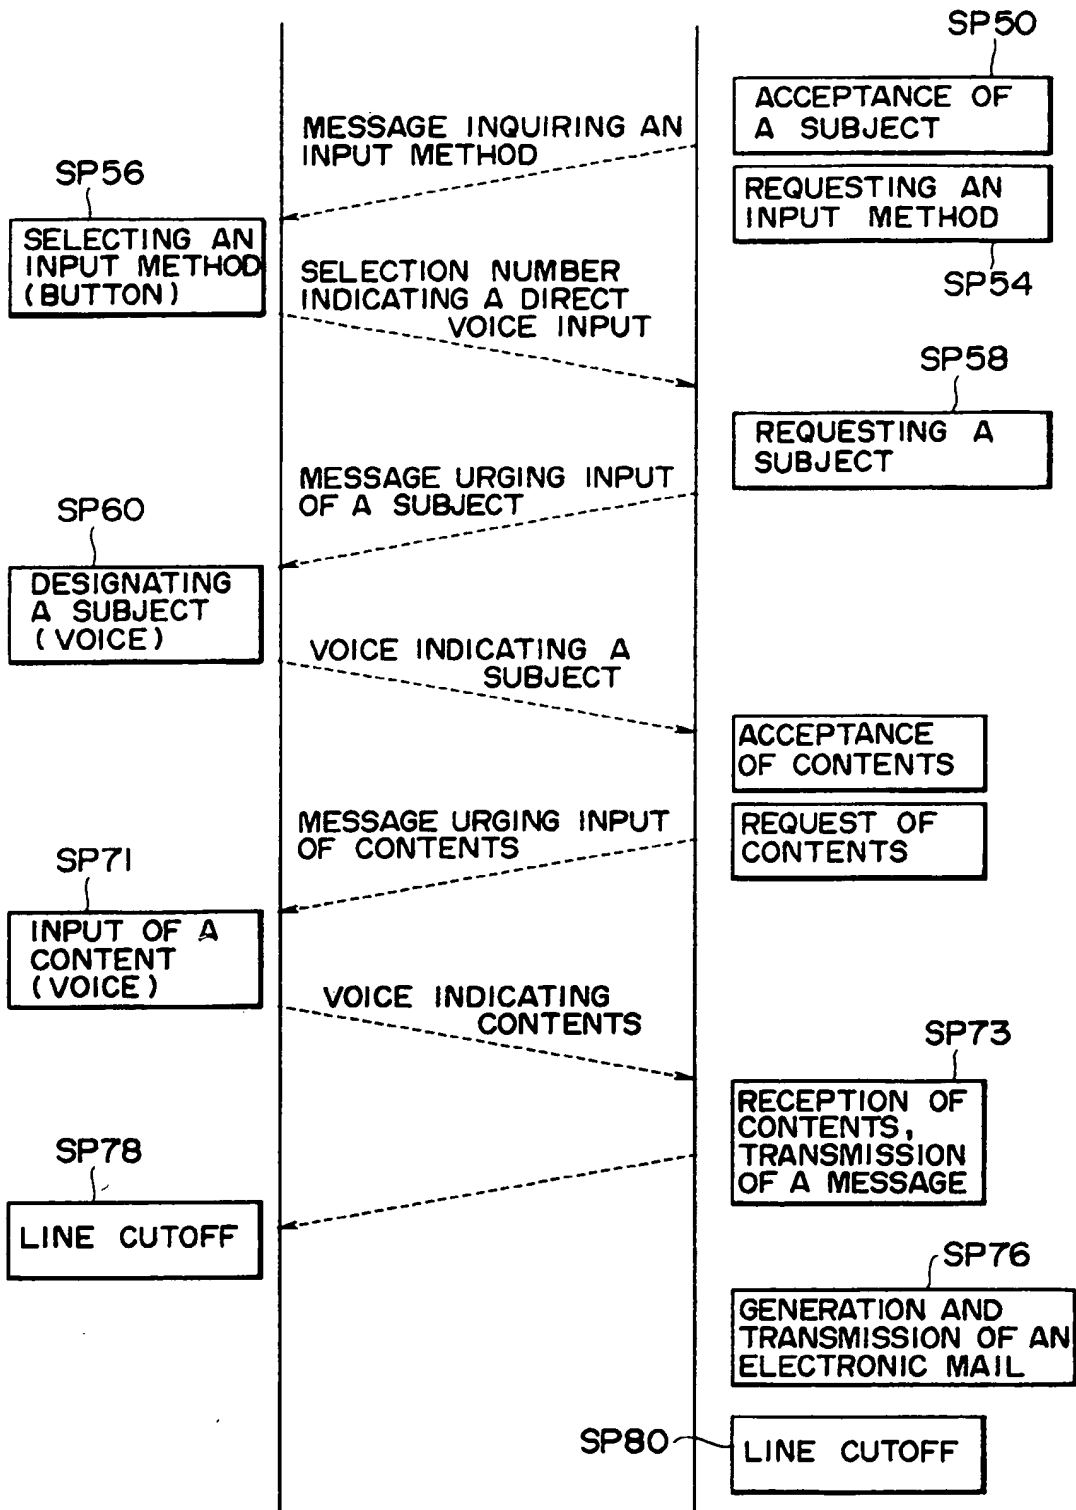 SP50
ACCEPTANCE OF
A SUBJECT
MESSAGE INQUIRING AN
INPUT METHOD
SP56
REQUESTING AN
INPUT METHOD
SELECTING AN
INPUT METHOD
(BUTTON)
SELECTION NUMBER
INDICATING A DIRECT
VOICE INPUT
SP54
SP58
REQUESTING A
SUBJECT
MESSAGE URGING INPUT
OF A SUBJECT
SP60
DESIGNATING
A SUBJECT
(VOICE)
VOICE INDICATING A
SUBJECT
ACCEPTANCE
OF CONTENTS
MESSAGE URGING INPUT
OF CONTENTS
REQUEST OF
CONTENTS
SP71
INPUT OF A
CONTENT
(VOICE)
VOICE INDICATING
CONTENTS
SP73
RECEPTION OF
CONTENTS,
TRANSMISSION
OF A MESSAGE
SP78
LINE CUTOFF
SP76
GENERATION AND
TRANSMISSION OF AN
ELECTRONIC MAIL
SP80
LINE CUTOFF